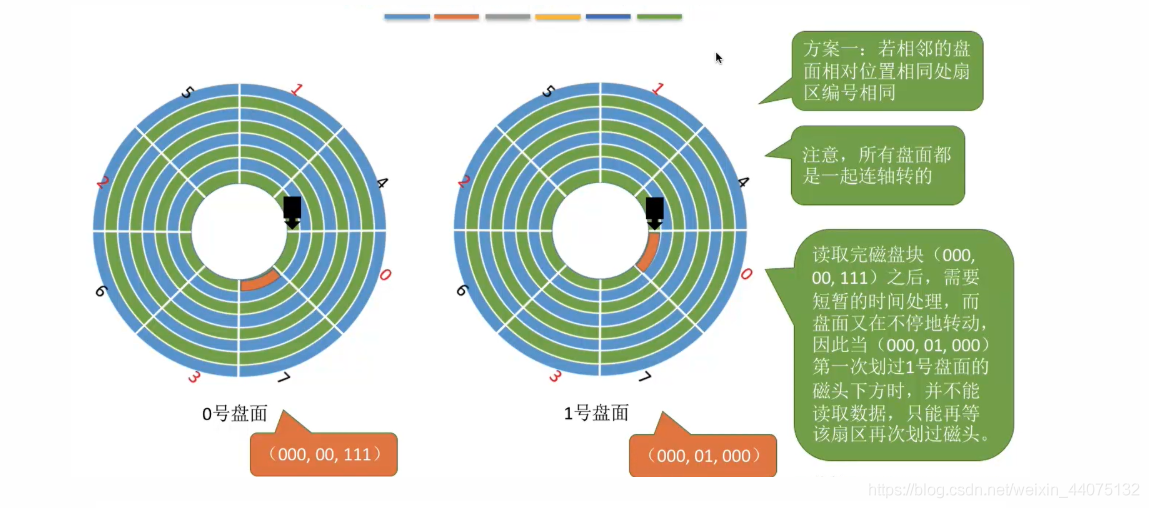 方案一：若相邻的盘
面相对位置相同处扇
区编号相同
注意，所有盘面都
是一起连轴转的
读取完磁盘块（000,
00, 111）之后，需要
短暂的时间处理，而
盘面又在不停地转动，
因此当（000, 01, 000）
第一次划过1号盘面的
磁头下方时，并不能
读取数据，只能再等
该扇区再次划过磁头。
5
1
2
4
6
0
3
7
0号盘面
（000, 00, 111）
5
1
2
4
6
0
3
7
1号盘面
（000, 01, 000）
https://blog.csdn.net/weixin_44075132